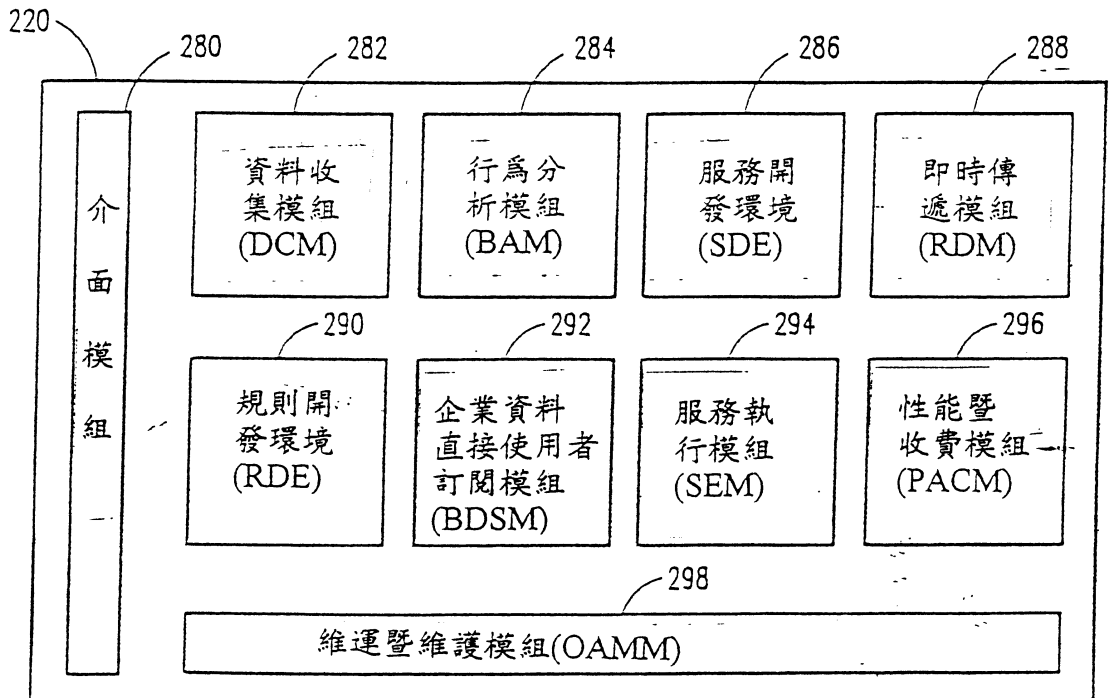 220
280
282
284
286
288
介面模組
資料收
集模組
(DCM)
行爲分
析模組
(BAM)
服務開
發環境
(SDE)
即時傳
遞模組
(RDM)
290
292
294
296
規則開
發環境
(RDE)
企業資料
直接使用者
訂閱模組
(BDSM)
服務執
行模組
(SEM)
性能暨
收費模組
(PACM)
298
維運暨維護模組(OAMM)